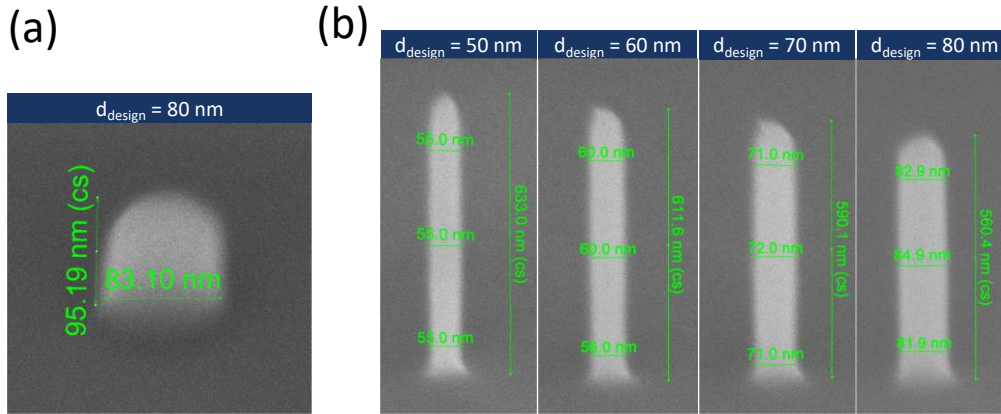 (a)
d_design = 80 nm
95.19 nm (cs)
83.10 nm
(b)
d_design = 50 nm
55.0 nm
55.0 nm
55.0 nm
633.0 nm (cs)
d_design = 60 nm
60.0 nm
60.0 nm
58.0 nm
611.6 nm (cs)
d_design = 70 nm
71.0 nm
72.0 nm
71.0 nm
590.1 nm (cs)
d_design = 80 nm
82.9 nm
84.9 nm
81.9 nm
560.4 nm (cs)